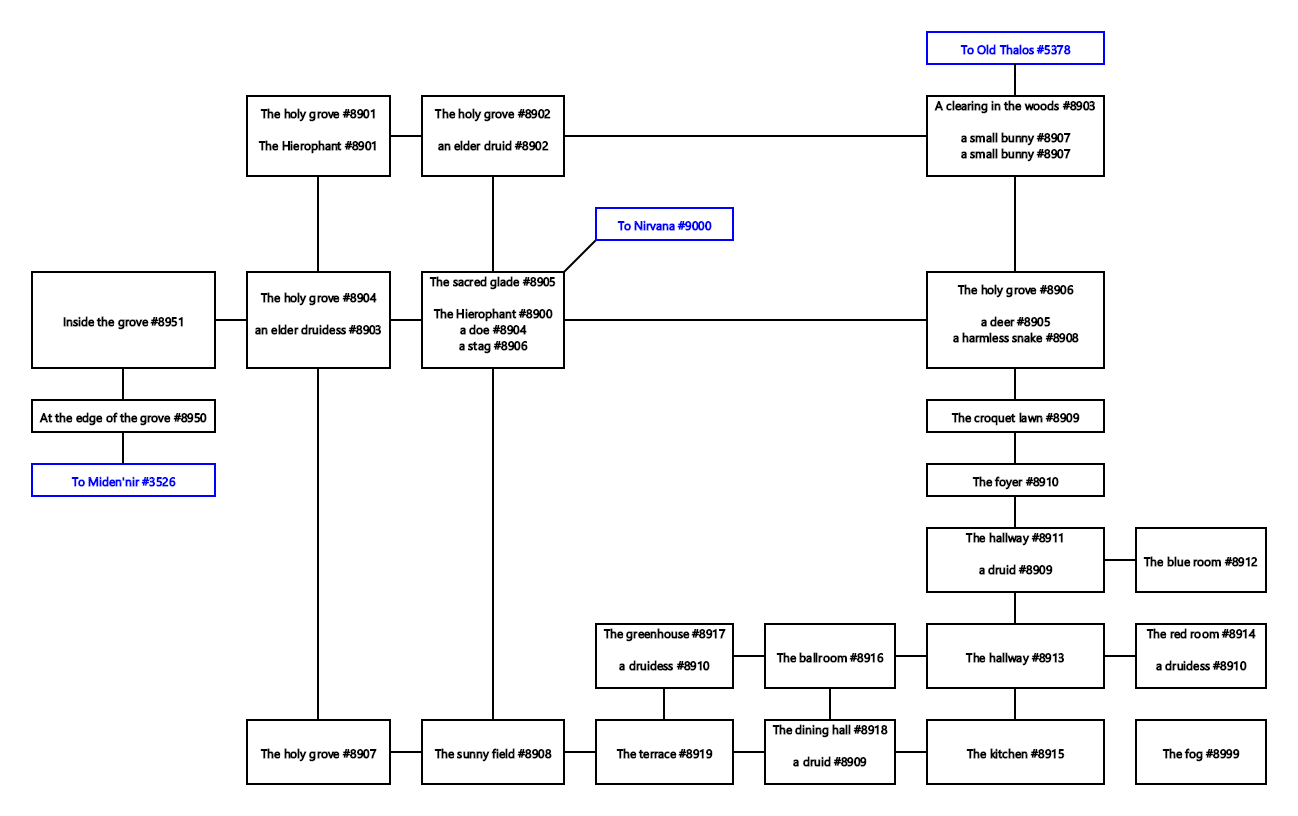 To Old Thalos #5378
The holy grove #8901
The Hierophant #8901
The holy grove #8902
an elder druid #8902
A clearing in the woods #8903
a small bunny #8907
a small bunny #8907
To Nirvana #9000
Inside the grove #8951
The holy grove #8904
an elder druidess #8903
The sacred glade #8905
The Hierophant #8900
a doe #8904
a stag #8906
The holy grove #8906
a deer #8905
a harmless snake #8908
At the edge of the grove #8950
The croquet lawn #8909
To Miden'nir #3526
The foyer #8910
The hallway #8911
a druid #8909
The blue room #8912
The greenhouse #8917
a druidess #8910
The ballroom #8916
The hallway #8913
The red room #8914
a druidess #8910
The holy grove #8907
The sunny field #8908
The terrace #8919
The dining hall #8918
a druid #8909
The kitchen #8915
The fog #8999